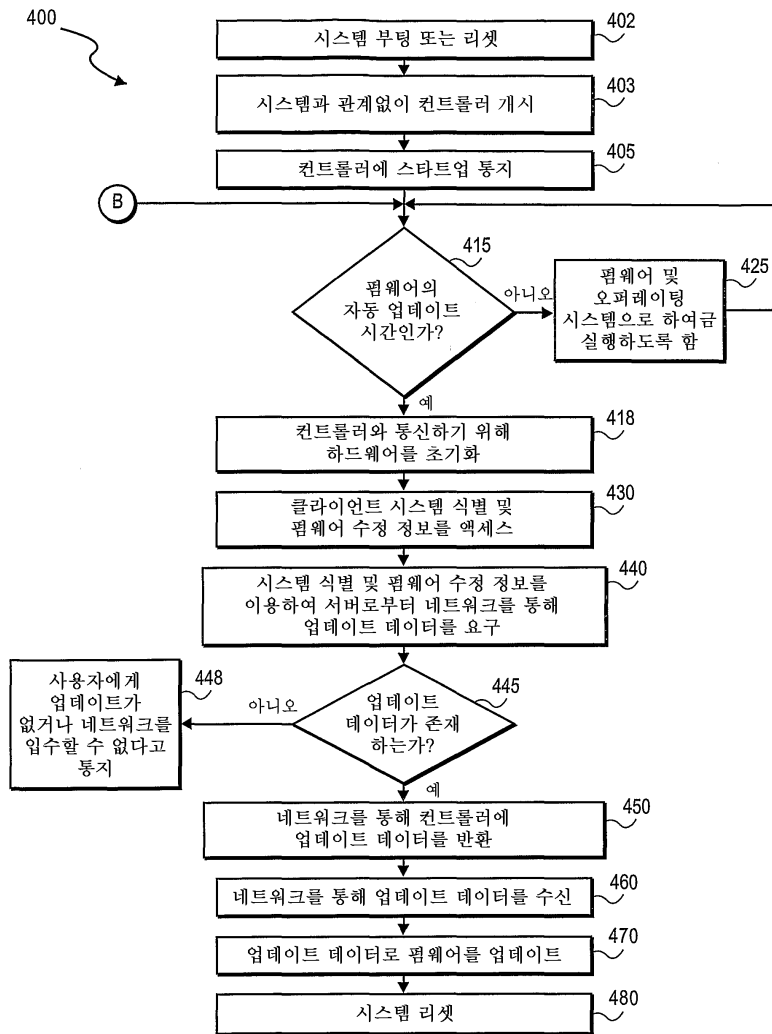 400
시스템 부팅 또는 리셋
402
시스템과 관계없이 컨트롤러 개시
403
컨트롤러에 스타트업 통지
405
B
415
펌웨어의
자동 업데이트
시간인가?
아니오
펌웨어 및
오퍼레이팅
시스템으로 하여금
실행하도록 함
425
예
컨트롤러와 통신하기 위해
하드웨어를 초기화
418
클라이언트 시스템 식별 및
펌웨어 수정 정보를 액세스
430
시스템 식별 및 펌웨어 수정 정보를
이용하여 서버로부터 네트워크를 통해
업데이트 데이터를 요구
440
445
업데이트
데이터가 존재
하는가?
아니오
사용자에게
업데이트가
없거나 네트워크를
입수할 수 없다고
통지
448
예
네트워크를 통해 컨트롤러에
업데이트 데이터를 반환
450
네트워크를 통해 업데이트 데이터를 수신
460
업데이트 데이터로 펌웨어를 업데이트
470
시스템 리셋
480